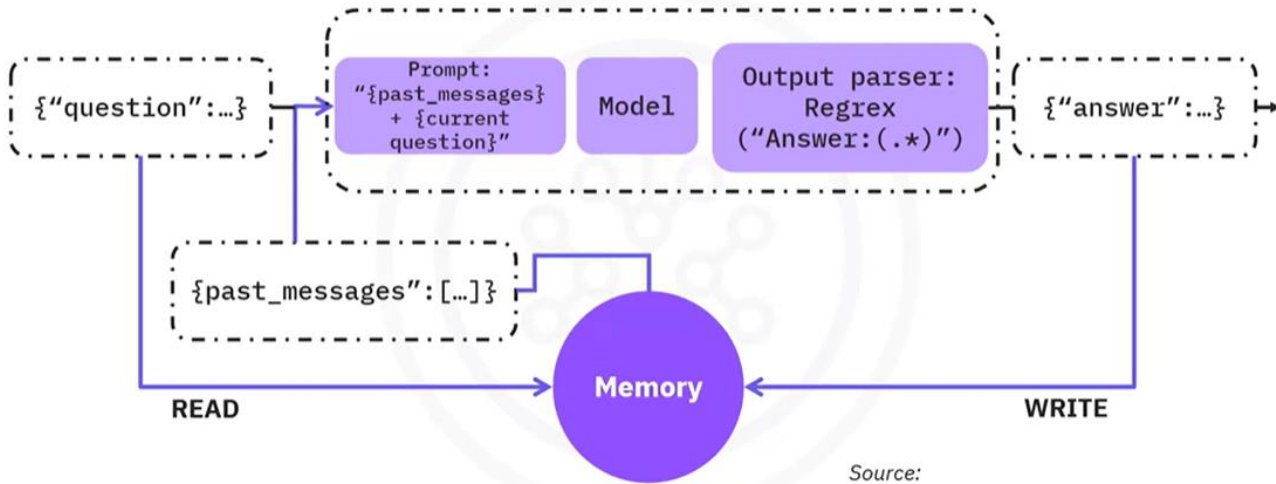 {“question”:…}
Prompt:
“{past_messages}
+ {current
question}”
Model
Output parser:
Regrex
(“Answer:(.*)”)
{“answer”:…}
{past_messages”:[…]}
Memory
READ
WRITE
Source: